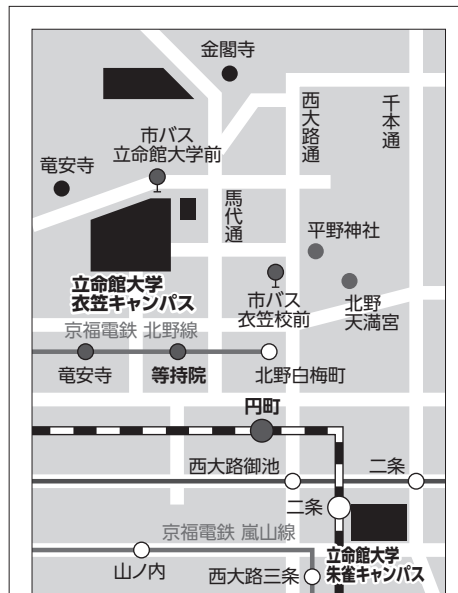 金閣寺
西大路通
千本通
市バス
立命館大学前
竜安寺
馬代通
平野神社
立命館大学
衣笠キャンパス
市バス
衣笠校前
北野
天満宮
京福電鉄 北野線
竜安寺
等持院
北野白梅町
円町
西大路御池
二条
二条
京福電鉄 嵐山線
立命館大学
朱雀キャンパス
山ノ内
西大路三条